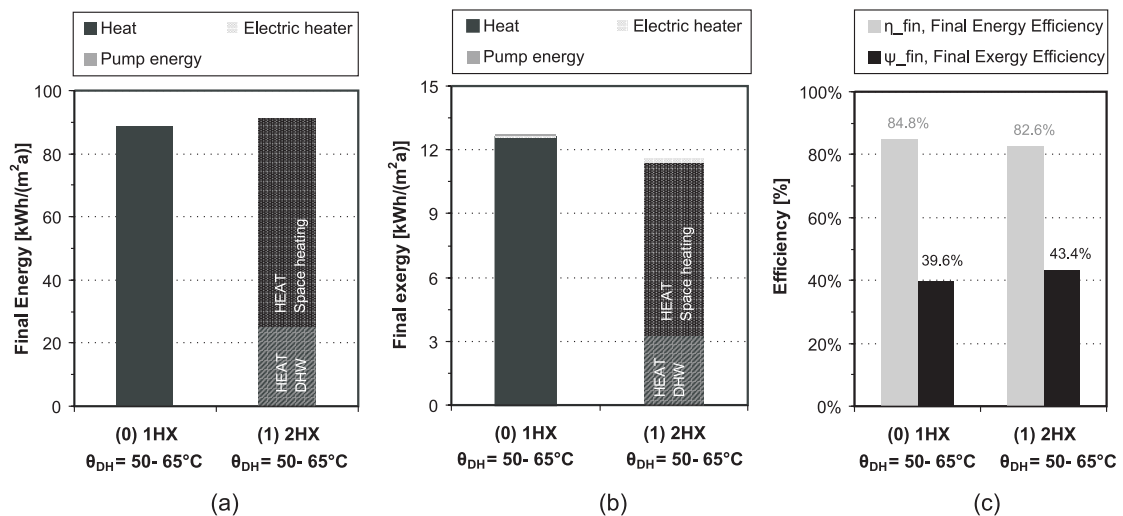 Heat
Electric heater
Pump energy
Final Energy [kWh/(m²a)]
100
80
60
40
20
0
HEAT
Space heating
HEAT
DHW
(0) 1HX
(1) 2HX
θDH= 50- 65°C
θDH= 50- 65°C
(a)
Heat
Electric heater
Pump energy
Final exergy [kWh/(m²a)]
15
12
9
6
3
0
HEAT
Space heating
HEAT
DHW
(0) 1HX
(1) 2HX
θDH= 50- 65°C
θDH= 50- 65°C
(b)
η_fin, Final Energy Efficiency
ψ_fin, Final Exergy Efficiency
Efficiency [%]
100%
80%
60%
40%
20%
0%
84.8%
39.6%
82.6%
43.4%
(0) 1HX
(1) 2HX
θDH= 50- 65°C
θDH= 50- 65°C
(c)